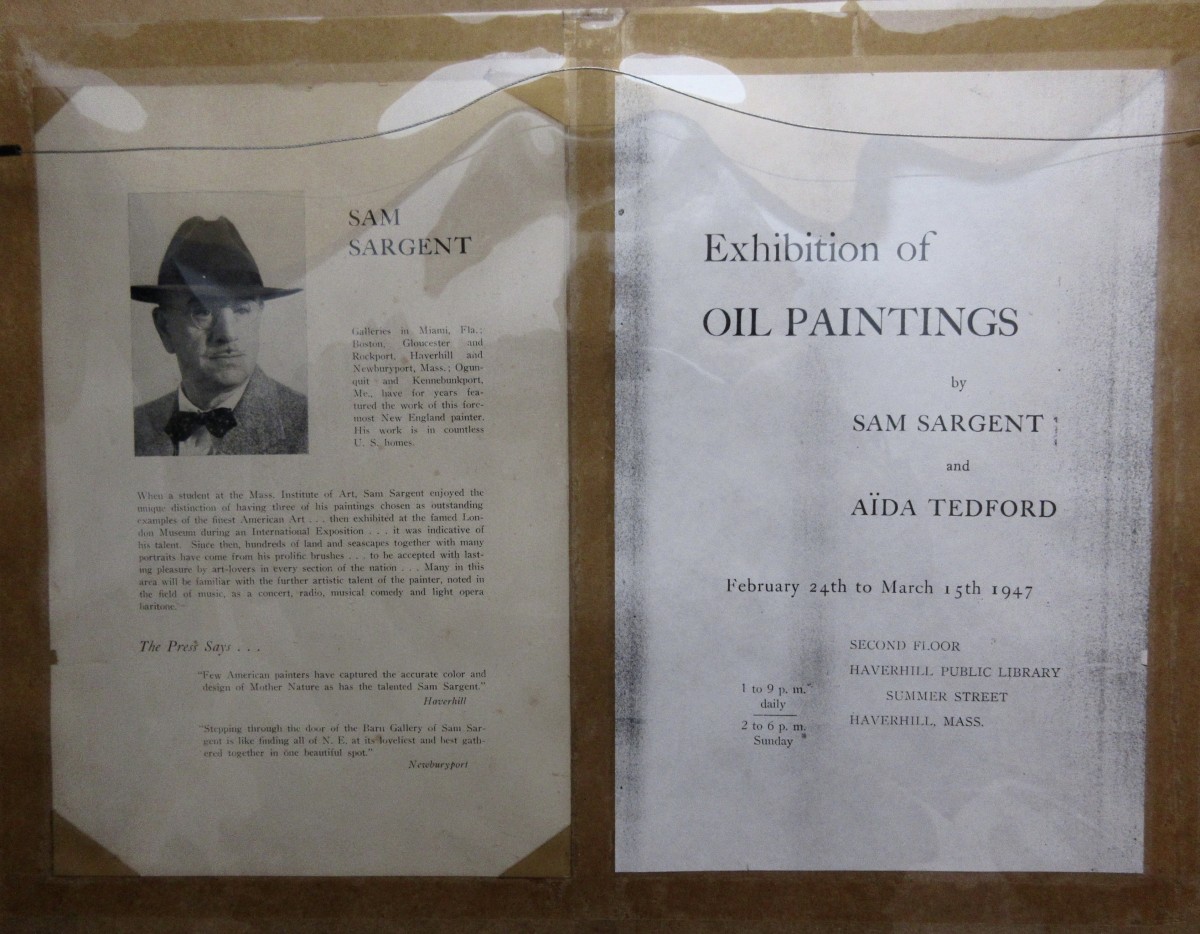 SAM
SARGENT
Galleries in Miami, Fla.;
Boston, Gloucester and
Rockport, Haverhill and
Newburyport, Mass.; Ogun-
quit and Kennebunkport,
Me., have for years fea-
tured the work of this fore-
most New England painter.
His work is in countless
U. S. homes.
When a student at the Mass. Institute of Art, Sam Sargent enjoyed the
unique distinction of having three of his paintings chosen as outstanding
examples of the finest American Art . . . then exhibited at the famed Lon-
don Museum during an International Exposition . . . it was indicative of
his talent. Since then, hundreds of land and seascapes together with many
portraits have come from his prolific brushes . . . to be accepted with last-
ing pleasure by art-lovers in every section of the nation . . . Many in this
area will be familiar with the further artistic talent of the painter, noted in
the field of music, as a concert, radio, musical comedy and light opera
baritone.
The Press Says . . .
"Few American painters have captured the accurate color and
design of Mother Nature as has the talented Sam Sargent."
Haverhill
"Stepping through the door of the Barn Gallery of Sam Sar-
gent is like finding all of N. E. at its loveliest and best gath-
ered together in one beautiful spot."
Newburyport
Exhibition of
OIL PAINTINGS
by
SAM SARGENT
and
AÏDA TEDFORD
February 24th to March 15th 1947
SECOND FLOOR
HAVERHILL PUBLIC LIBRARY
SUMMER STREET
HAVERHILL, MASS.
1 to 9 p. m.
daily
2 to 6 p. m.
Sunday